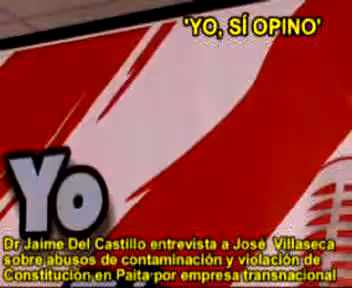 'YO, SÍ OPINO'
Yo
Dr Jaime Del Castillo entrevista a José Villaseca
sobre abusos de contaminación y violación de
Constitución en Paita por empresa transnacional